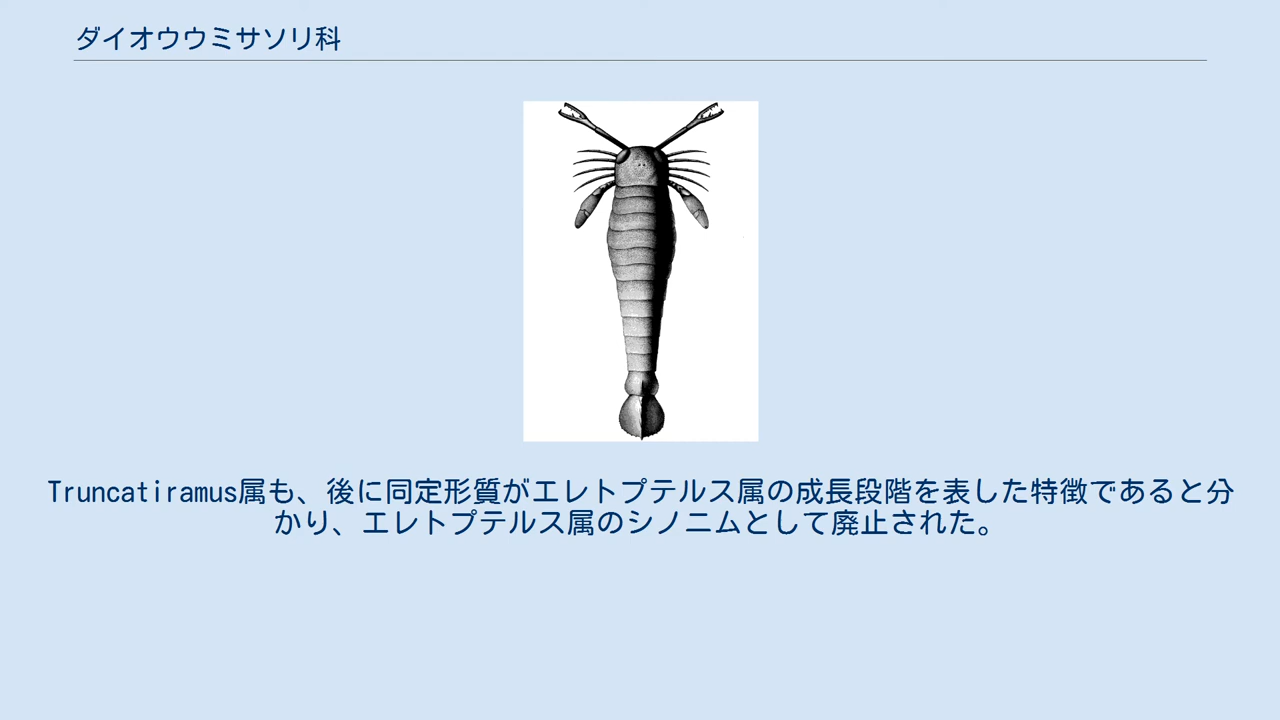 ダイオウウミサソリ科
Truncatiramus属も、後に同定形質がエレトプテルス属の成長段階を表した特徴であると分
かり、エレトプテルス属のシノニムとして廃止された。